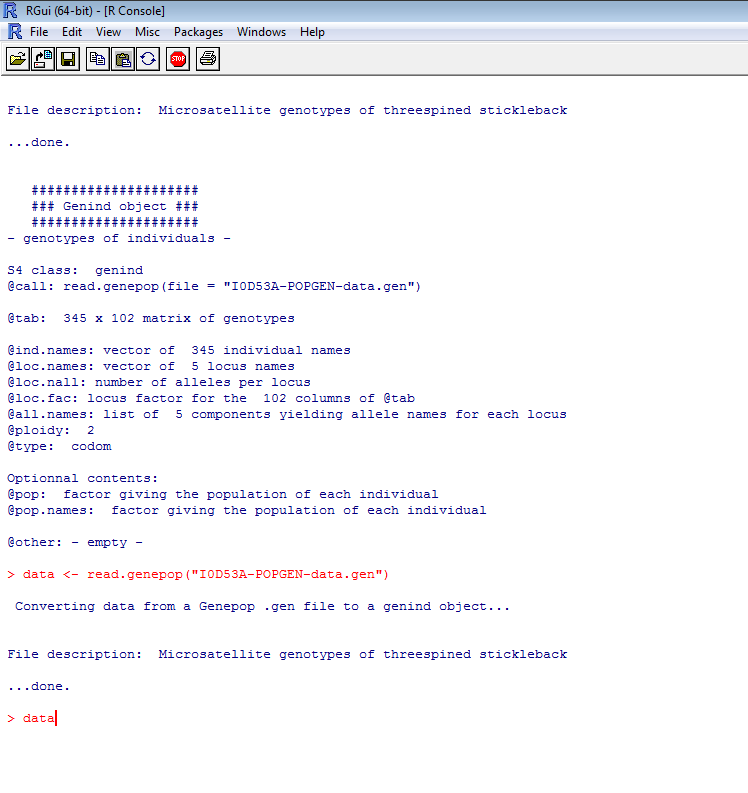 RGui (64-bit) - [R Console]
File Edit View Misc Packages Windows Help
STOP
File description:  Microsatellite genotypes of threespined stickleback
...done.
#####################
### Genind object ###
#####################
- genotypes of individuals -
S4 class:  genind
@call: read.genepop(file = "I0D53A-POPGEN-data.gen")
@tab:  345 x 102 matrix of genotypes
@ind.names: vector of  345 individual names
@loc.names: vector of  5 locus names
@loc.nall: number of alleles per locus
@loc.fac: locus factor for the  102 columns of @tab
@all.names: list of  5 components yielding allele names for each locus
@ploidy:  2
@type:  codom
Optionnal contents:
@pop:  factor giving the population of each individual
@pop.names:  factor giving the population of each individual
@other: - empty -
> data <- read.genepop("I0D53A-POPGEN-data.gen")
Converting data from a Genepop .gen file to a genind object...
File description:  Microsatellite genotypes of threespined stickleback
...done.
> data